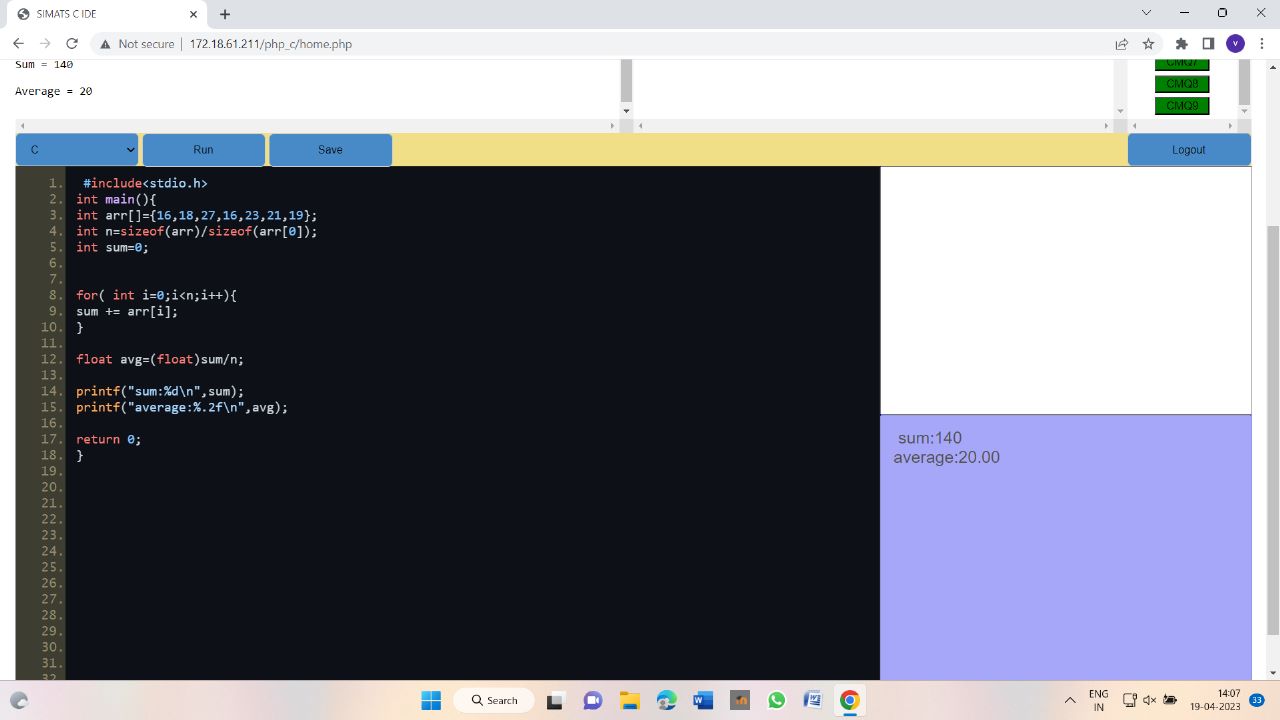 SIMATS C IDE
Not secure | 172.18.61.211/php_c/home.php
V
Sum = 140
Average = 20
CMQ7
CMQ8
CMQ9
C
Run
Save
Logout
1. #include<stdio.h>
2. int main(){
3. int arr[]={16,18,27,16,23,21,19};
4. int n=sizeof(arr)/sizeof(arr[0]);
5. int sum=0;
6.
7.
8. for( int i=0;i<n;i++){
9. sum += arr[i];
10. }
11.
12. float avg=(float)sum/n;
13.
14. printf("sum:%d\n",sum);
15. printf("average:%.2f\n",avg);
16.
17. return 0;
18. }
19.
20.
21.
22.
23.
24.
25.
26.
27.
28.
29.
30.
31.
32.
sum:140
average:20.00
Search
ENG
IN
14:07
19-04-2023
33